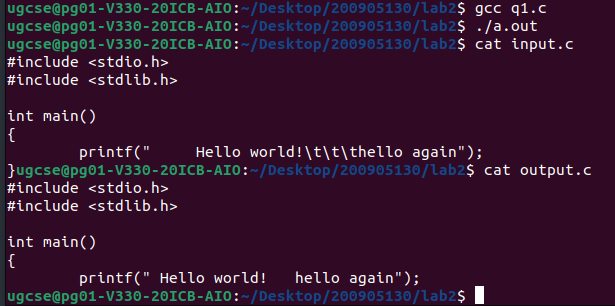 ugcse@pg01-V330-20ICB-AIO:~/Desktop/200905130/lab2$ gcc q1.c
ugcse@pg01-V330-20ICB-AIO:~/Desktop/200905130/lab2$ ./a.out
ugcse@pg01-V330-20ICB-AIO:~/Desktop/200905130/lab2$ cat input.c
#include <stdio.h>
#include <stdlib.h>

int main()
{
        printf("     Hello world!\t\t\thello again");
}ugcse@pg01-V330-20ICB-AIO:~/Desktop/200905130/lab2$ cat output.c
#include <stdio.h>
#include <stdlib.h>

int main()
{
        printf(" Hello world!   hello again");
ugcse@pg01-V330-20ICB-AIO:~/Desktop/200905130/lab2$